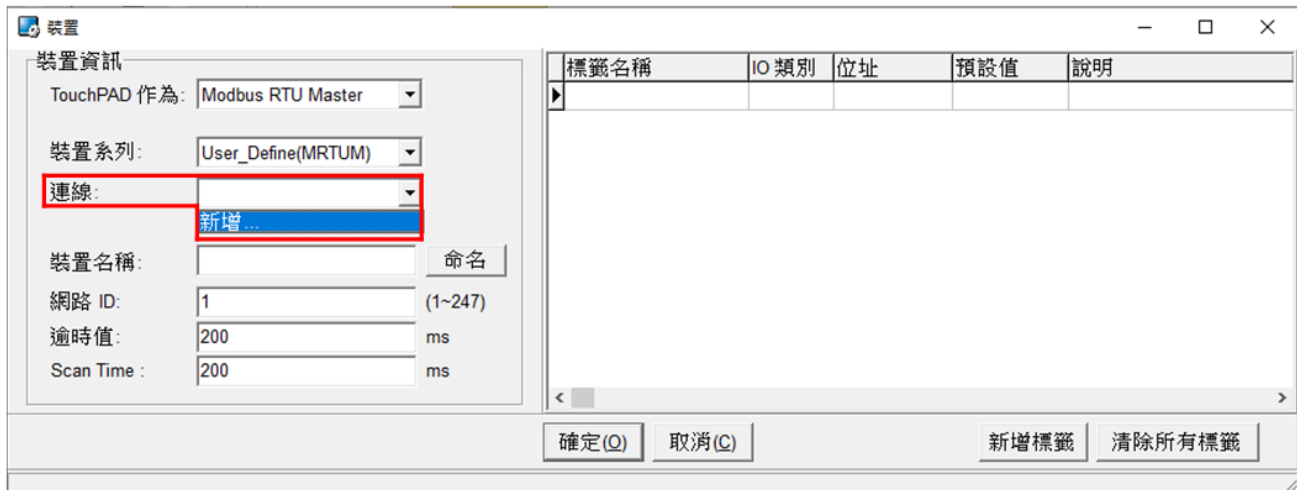 裝置
裝置資訊
TouchPAD 作為: Modbus RTU Master
裝置系列: User_Define(MRTUM)
連線:
新增...
裝置名稱: 命名
網路 ID: 1 (1~247)
逾時值: 200 ms
Scan Time : 200 ms
標籤名稱 IO 類別 位址 預設值 說明
確定(O) 取消(C) 新增標籤 清除所有標籤